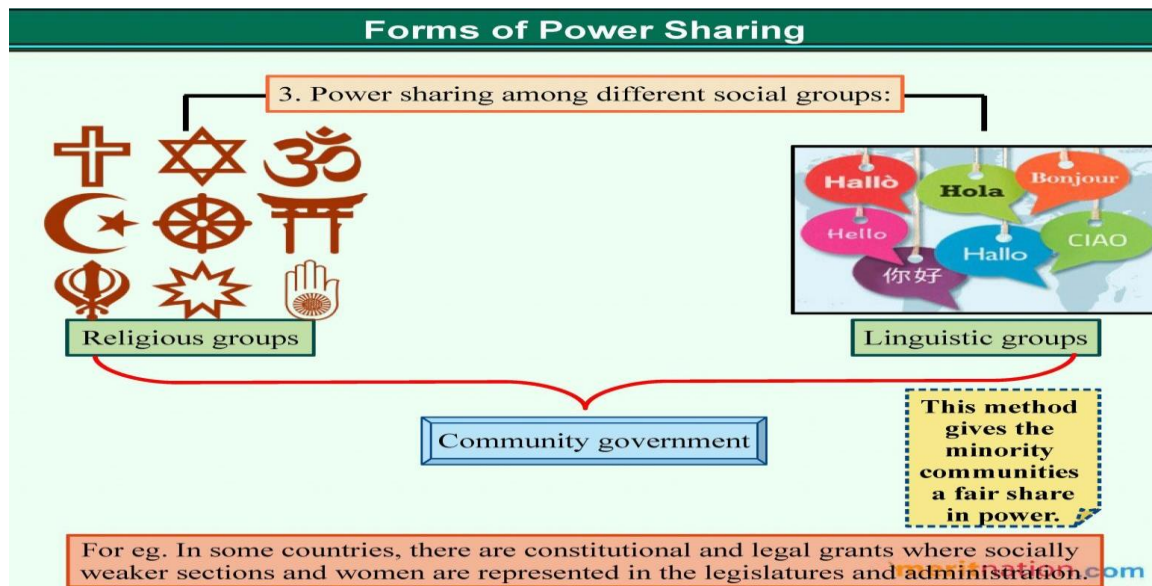 Forms of Power Sharing
3. Power sharing among different social groups:
Hallò
Hola
Bonjour
Hello
你好
Hallo
CIAO
Religious groups
Linguistic groups
Community government
This method
gives the
minority
communities
a fair share
in power.
For eg. In some countries, there are constitutional and legal grants where socially
weaker sections and women are represented in the legislatures and administration.
meritnation.com